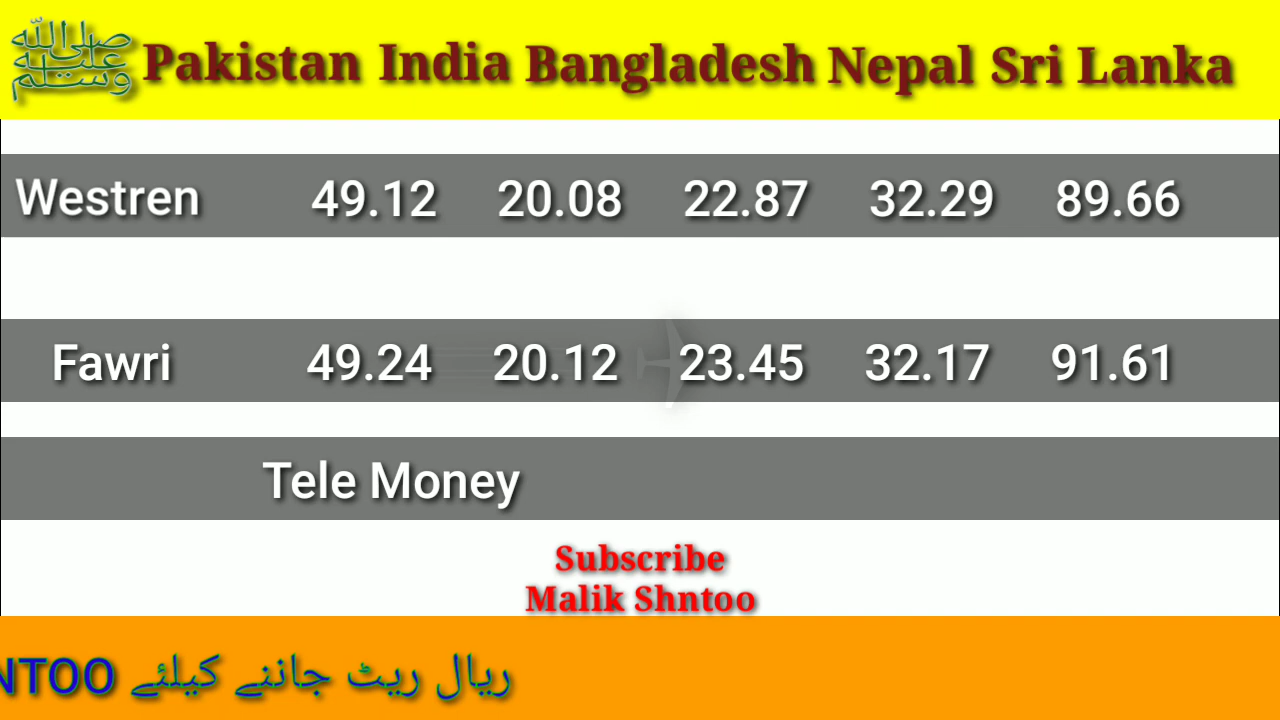 ﷺ Pakistan India Bangladesh Nepal Sri Lanka
Westren 49.12 20.08 22.87 32.29 89.66
Fawri 49.24 20.12 23.45 32.17 91.61
Tele Money
Subscribe
Malik Shntoo
ریال ریٹ جاننے کیلئے NTOO